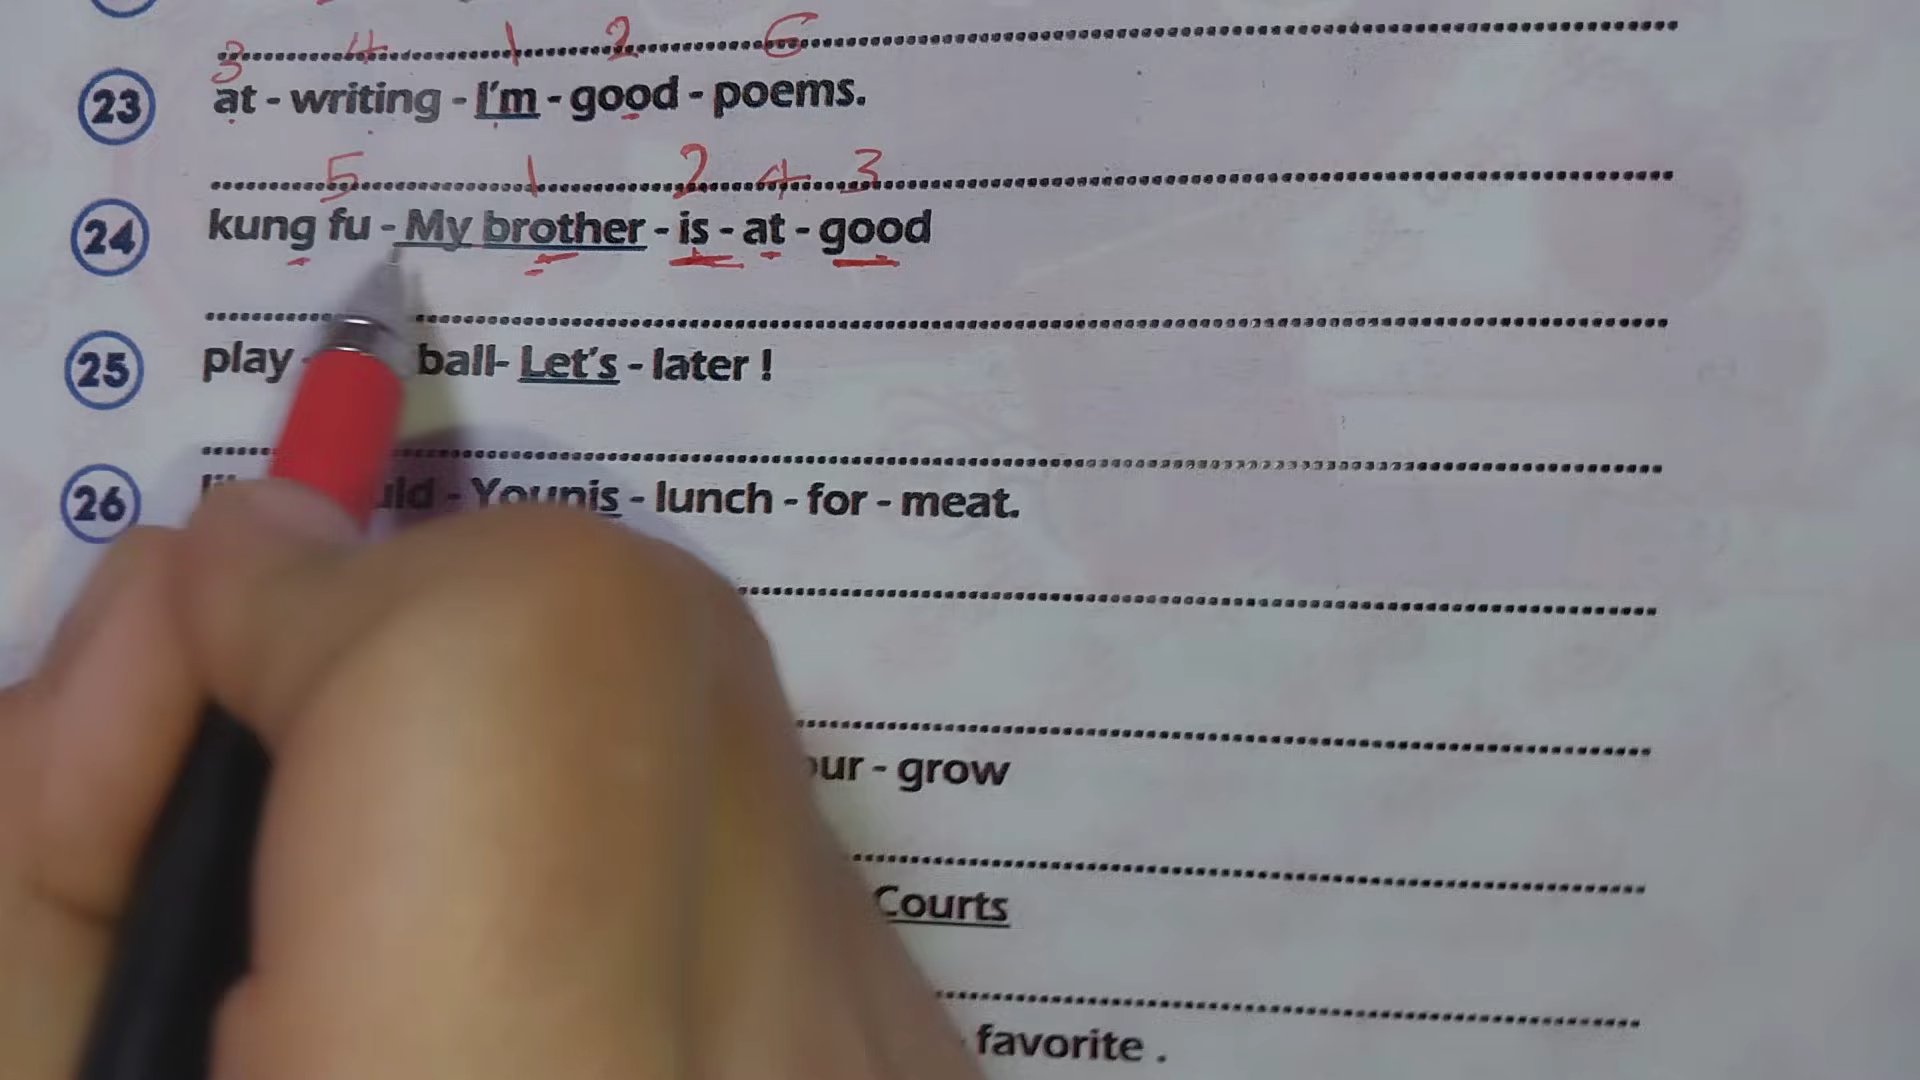 3 4 1 2 6
23 at - writing - I'm - good - poems.
5 1 2 4 3
24 kung fu - My brother - is - at - good
25 play - ball- Let's - later !
26 - Younis - lunch - for - meat.
- grow
Courts
favorite .